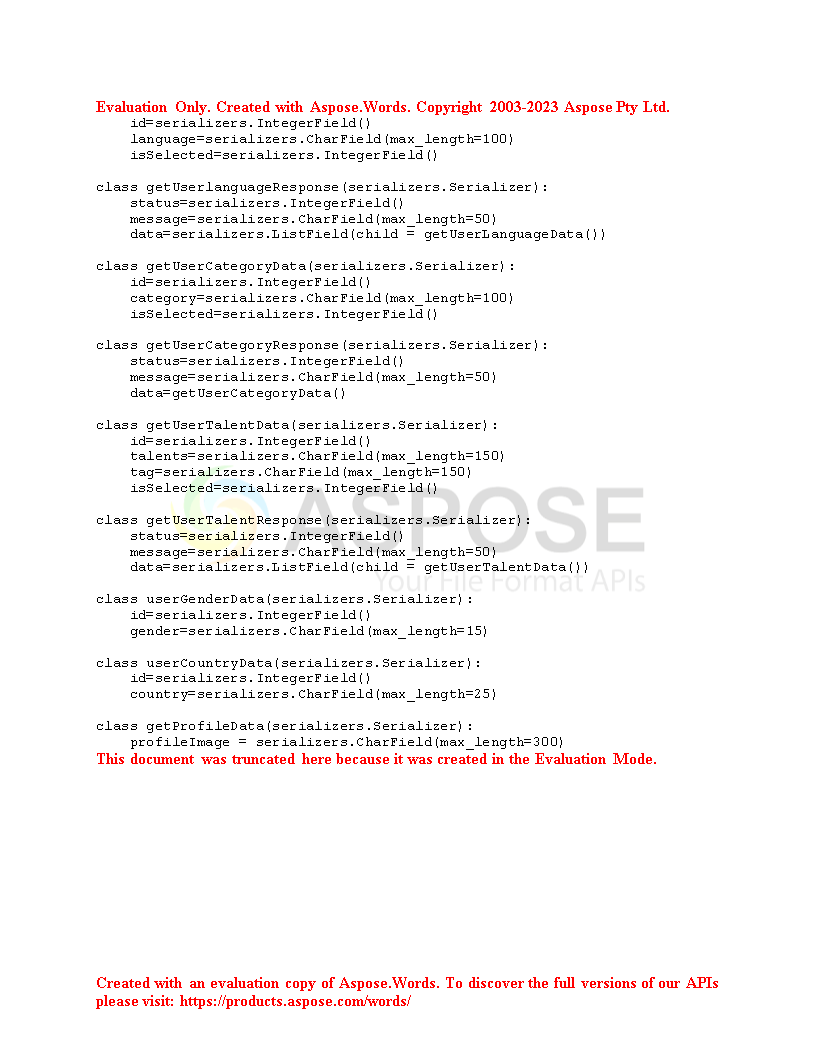 Evaluation Only. Created with Aspose.Words. Copyright 2003-2023 Aspose Pty Ltd.
    id=serializers.IntegerField()
    language=serializers.CharField(max_length=100)
    isSelected=serializers.IntegerField()

class getUserlanguageResponse(serializers.Serializer):
    status=serializers.IntegerField()
    message=serializers.CharField(max_length=50)
    data=serializers.ListField(child = getUserLanguageData())

class getUserCategoryData(serializers.Serializer):
    id=serializers.IntegerField()
    category=serializers.CharField(max_length=100)
    isSelected=serializers.IntegerField()

class getUserCategoryResponse(serializers.Serializer):
    status=serializers.IntegerField()
    message=serializers.CharField(max_length=50)
    data=getUserCategoryData()

class getUserTalentData(serializers.Serializer):
    id=serializers.IntegerField()
    talents=serializers.CharField(max_length=150)
    tag=serializers.CharField(max_length=150)
    isSelected=serializers.IntegerField()

class getUserTalentResponse(serializers.Serializer):
    status=serializers.IntegerField()
    message=serializers.CharField(max_length=50)
    data=serializers.ListField(child = getUserTalentData())
ASPOSE
Your File Format APIs

class userGenderData(serializers.Serializer):
    id=serializers.IntegerField()
    gender=serializers.CharField(max_length=15)

class userCountryData(serializers.Serializer):
    id=serializers.IntegerField()
    country=serializers.CharField(max_length=25)

class getProfileData(serializers.Serializer):
    profileImage = serializers.CharField(max_length=300)
This document was truncated here because it was created in the Evaluation Mode.
Created with an evaluation copy of Aspose.Words. To discover the full versions of our APIs
please visit: https://products.aspose.com/words/